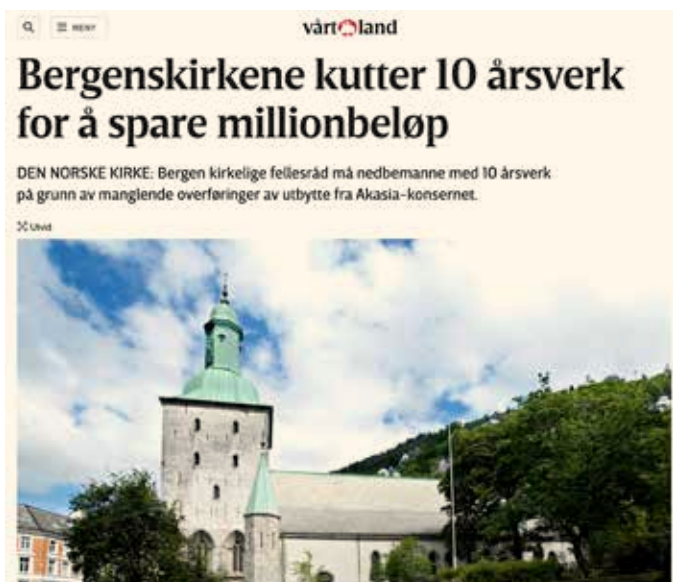 MENY
vårt land
Bergenskirkene kutter 10 årsverk
for å spare millionbeløp
DEN NORSKE KIRKE: Bergen kirkelige fellesråd må nedbemanne med 10 årsverk
på grunn av manglende overføringer av utbytte fra Akasia-konsernet.
Utvid